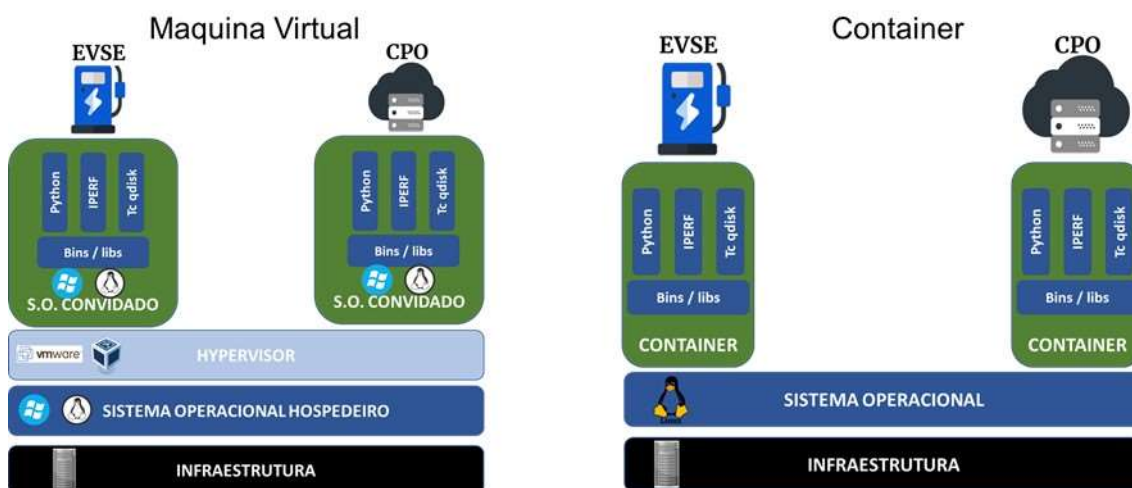 Maquina Virtual
EVSE
CPO
Python
IPERF
Tc qdisk
Bins / libs
S.O. CONVIDADO
Python
IPERF
Tc qdisk
Bins / libs
S.O. CONVIDADO
vmware
HYPERVISOR
SISTEMA OPERACIONAL HOSPEDEIRO
INFRAESTRUTURA
Container
EVSE
CPO
Python
IPERF
Tc qdisk
Bins / libs
CONTAINER
Python
IPERF
Tc qdisk
Bins / libs
CONTAINER
Linux
SISTEMA OPERACIONAL
INFRAESTRUTURA